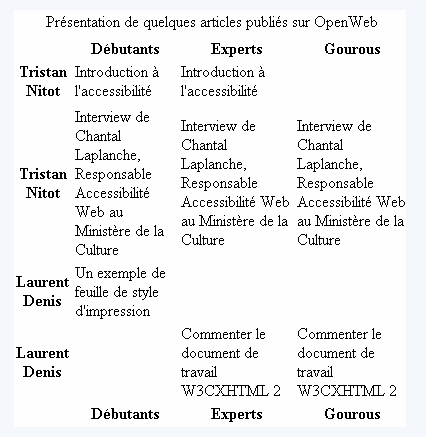 Présentation de quelques articles publiés sur OpenWeb
Débutants Experts Gourous
Tristan Nitot
Introduction à
l'accessibilité
Introduction à
l'accessibilité
Tristan
Nitot
Interview de
Chantal
Laplanche,
Responsable
Accessibilité
Web au
Ministère de la
Culture
Interview de
Chantal
Laplanche,
Responsable
Accessibilité Web
au Ministère de la
Culture
Interview de
Chantal
Laplanche,
Responsable
Accessibilité Web
au Ministère de la
Culture
Laurent
Denis
Un exemple de
feuille de style
d'impression
Laurent
Denis
Commenter le
document de
travail
W3CXHTML 2
Commenter le
document de
travail
W3CXHTML 2
Débutants Experts Gourous